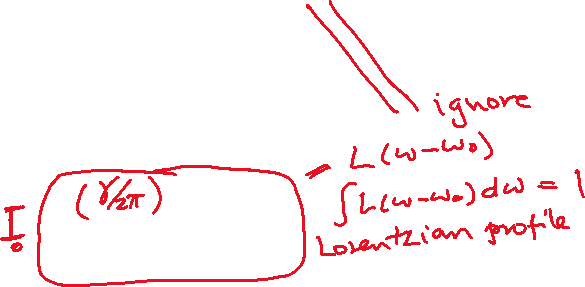 ignore
L(ω-ω₀)
(γ/2π)
∫L(ω-ω₀)dω = 1
I₀
Lorentzian profile